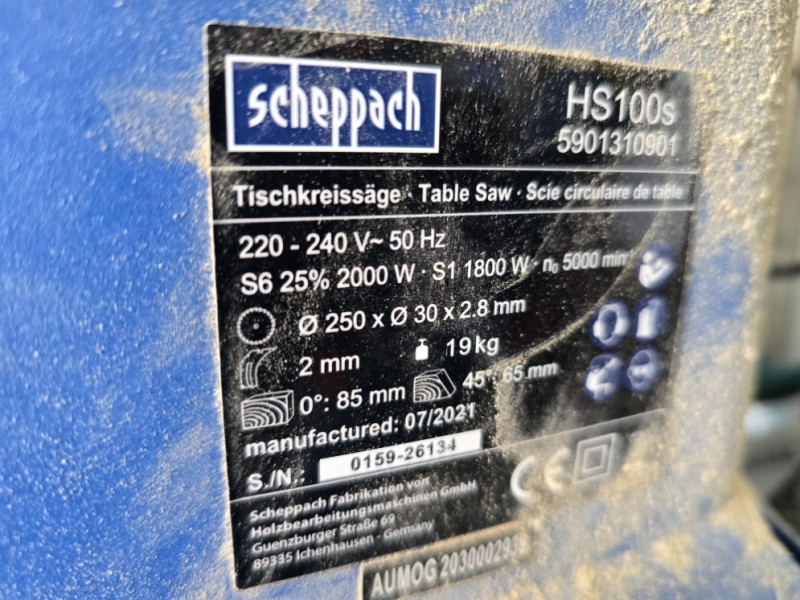 scheppach
HS100s
5901310901
Tischkreissäge · Table Saw · Scie circulaire de table
220 - 240 V~ 50 Hz
S6 25% 2000 W · S1 1800 W · n₀ 5000 min
Ø 250 x Ø 30 x 2.8 mm
2 mm 19 kg
0°: 85 mm 45°: 65 mm
manufactured: 07/2021
S./N.: 0159-26134
Scheppach Fabrikation von
Holzbearbeitungsmaschinen GmbH
Guenzburger Straße 69
89335 Ichenhausen - Germany
CE
AUMOG